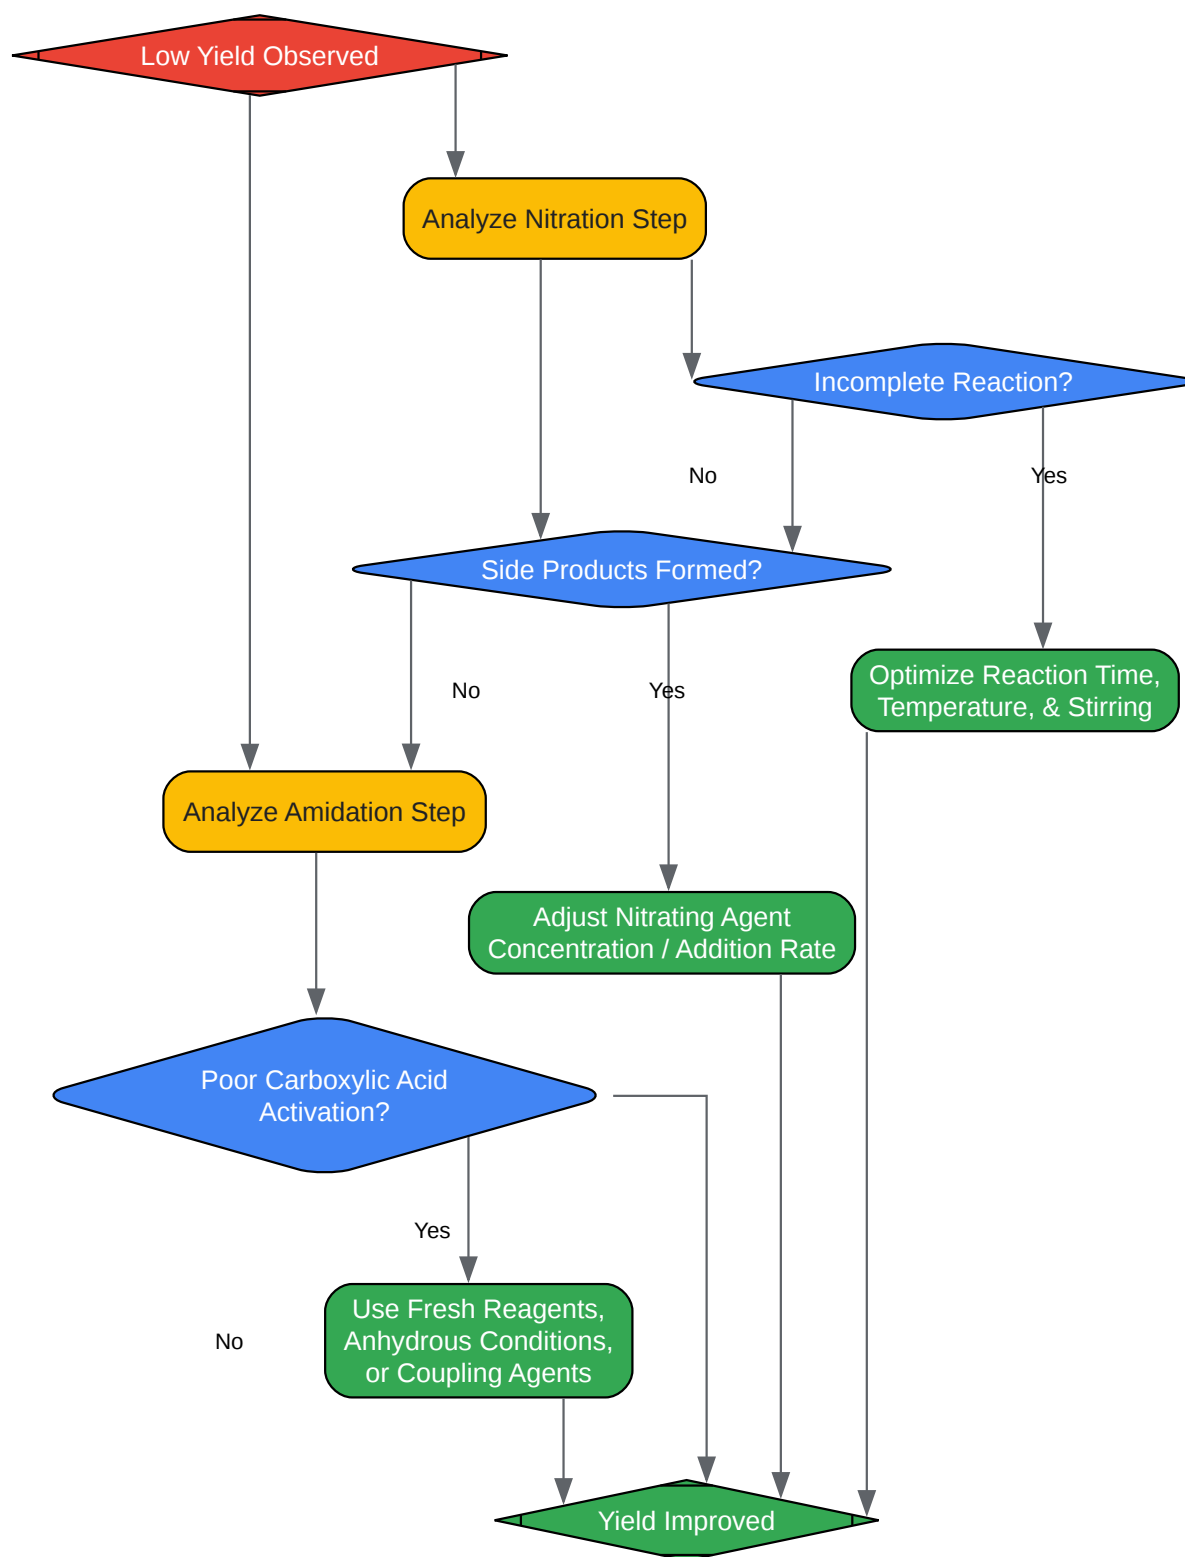 Low Yield Observed
Analyze Nitration Step
Incomplete Reaction?
No
Yes
Side Products Formed?
No
Yes
Optimize Reaction Time,
Temperature, & Stirring
Analyze Amidation Step
Adjust Nitrating Agent
Concentration / Addition Rate
Poor Carboxylic Acid
Activation?
Yes
No
Use Fresh Reagents,
Anhydrous Conditions,
or Coupling Agents
Yield Improved